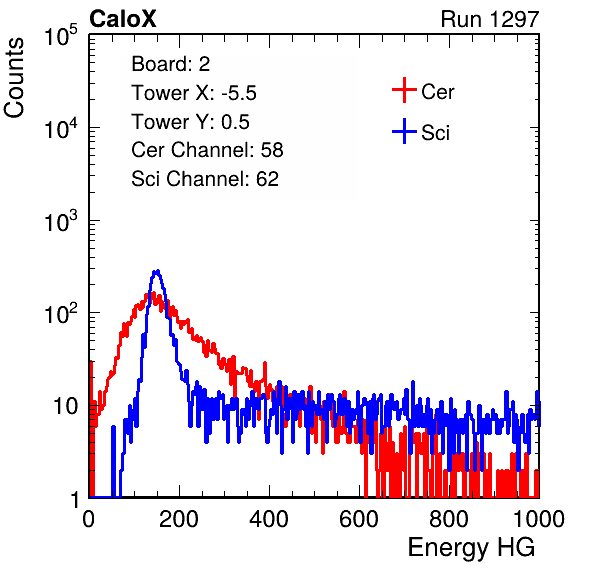 CaloX Run 1297
Counts
Board: 2
Tower X: -5.5
Tower Y: 0.5
Cer Channel: 58
Sci Channel: 62
Cer
Sci
10^5
10^4
10^3
10^2
10
1
0 200 400 600 800 1000
Energy HG